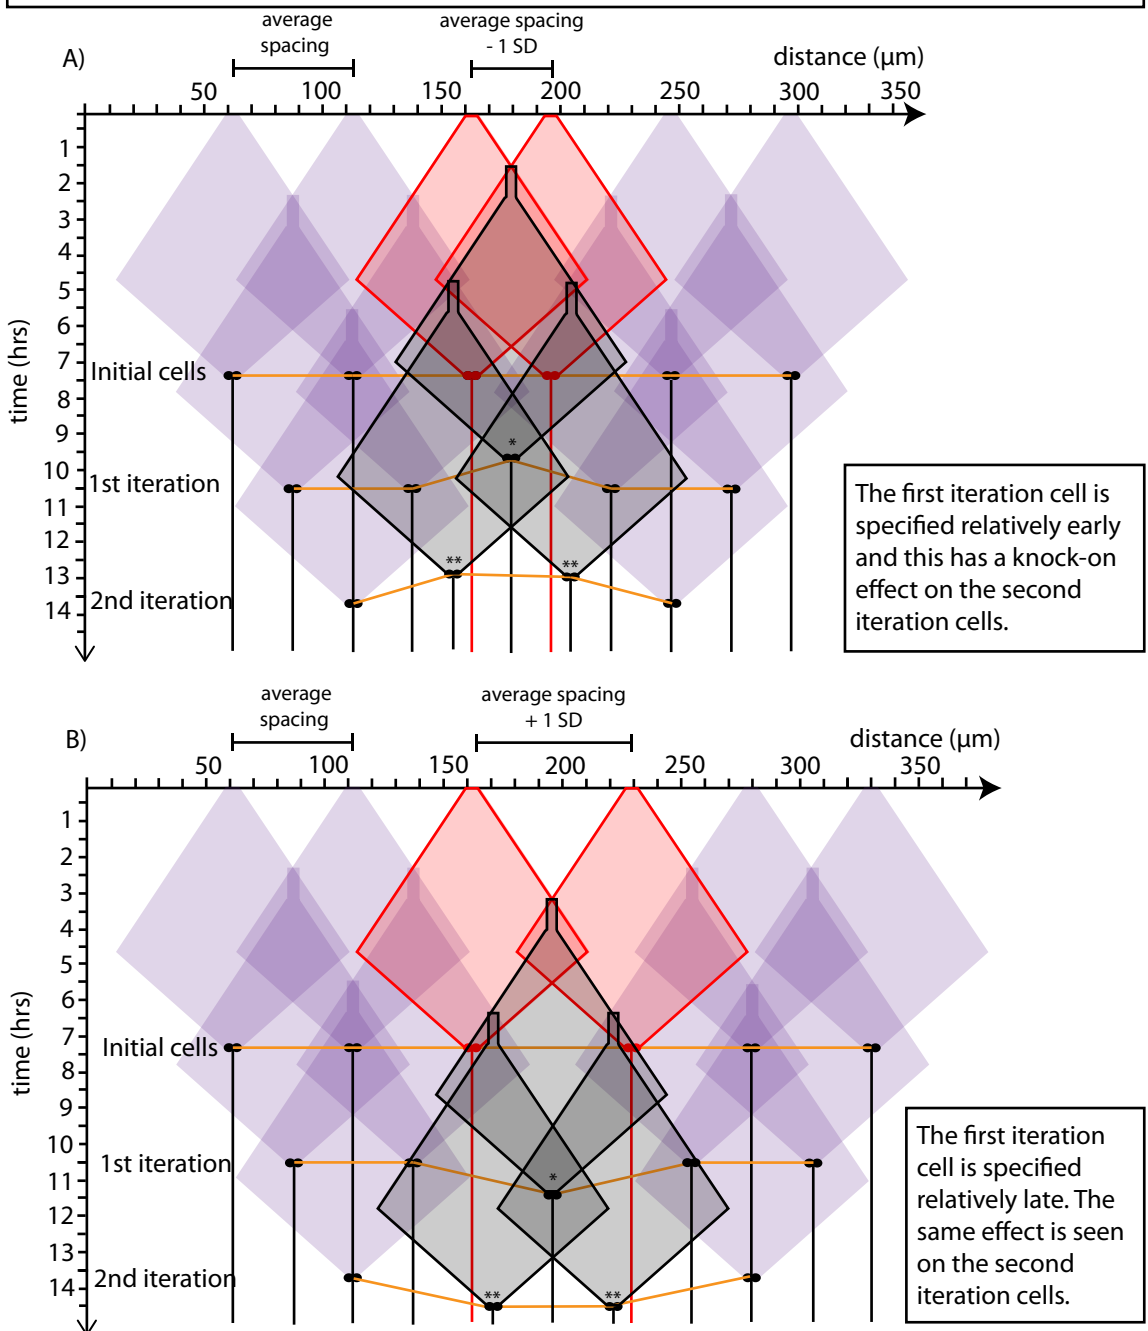 average
spacing
average spacing
- 1 SD
A)
distance (μm)
50
100
150
200
250
300
350
time (hrs)
1
2
3
4
5
6
7
Initial cells
8
9
*
10
1st iteration
11
12
** **
13
2nd iteration
14
The first iteration cell is
specified relatively early
and this has a knock-on
effect on the second
iteration cells.
average
spacing
average spacing
+ 1 SD
B)
distance (μm)
50
100
150
200
250
300
350
time (hrs)
1
2
3
4
5
6
7
Initial cells
8
9
10
1st iteration
11
*
12
13
2nd iteration
14
** **
The first iteration
cell is specified
relatively late. The
same effect is seen
on the second
iteration cells.